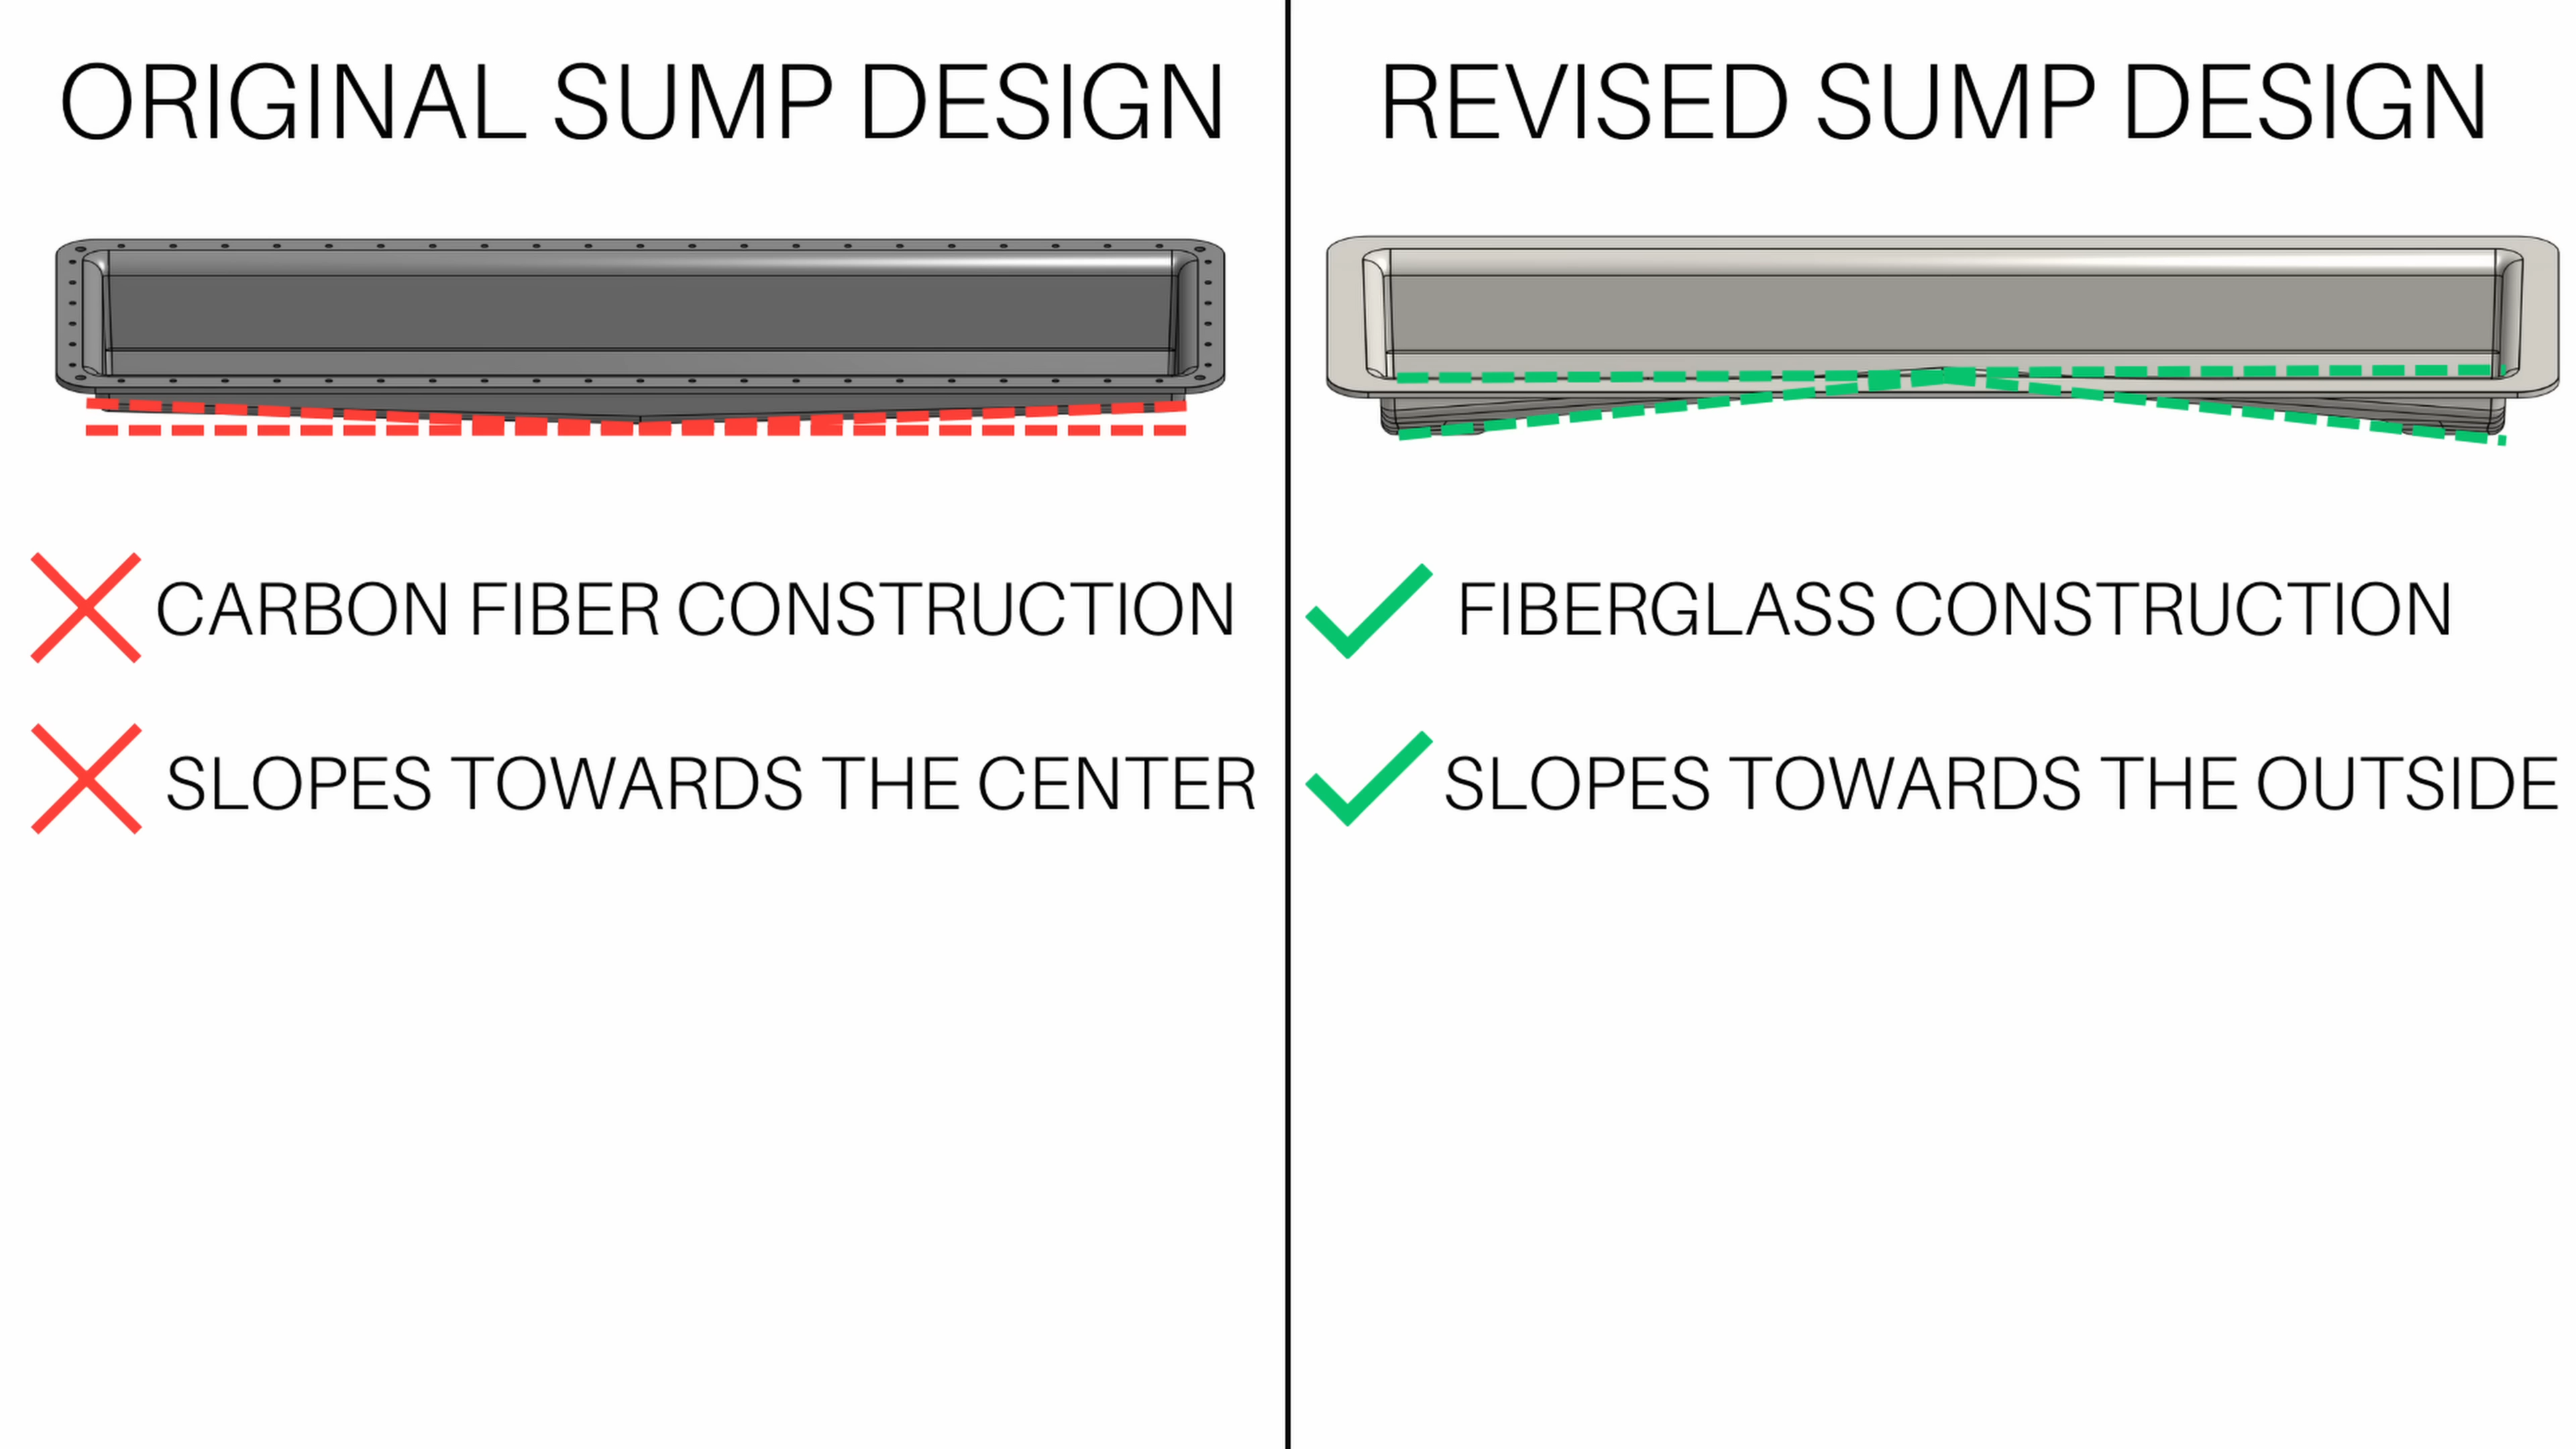 ORIGINAL SUMP DESIGN
CARBON FIBER CONSTRUCTION
SLOPES TOWARDS THE CENTER
REVISED SUMP DESIGN
FIBERGLASS CONSTRUCTION
SLOPES TOWARDS THE OUTSIDE